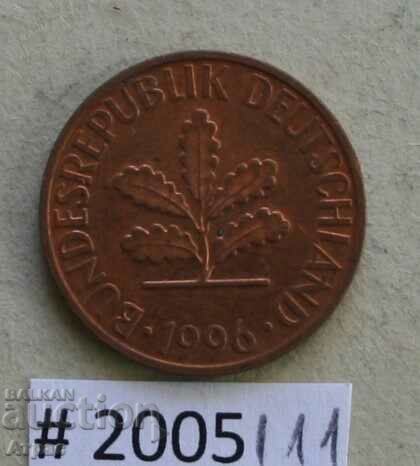 BUNDESREPUBLIK DEUTSCHLAND
· 1996 ·
BALKAN
auction
# 2005111